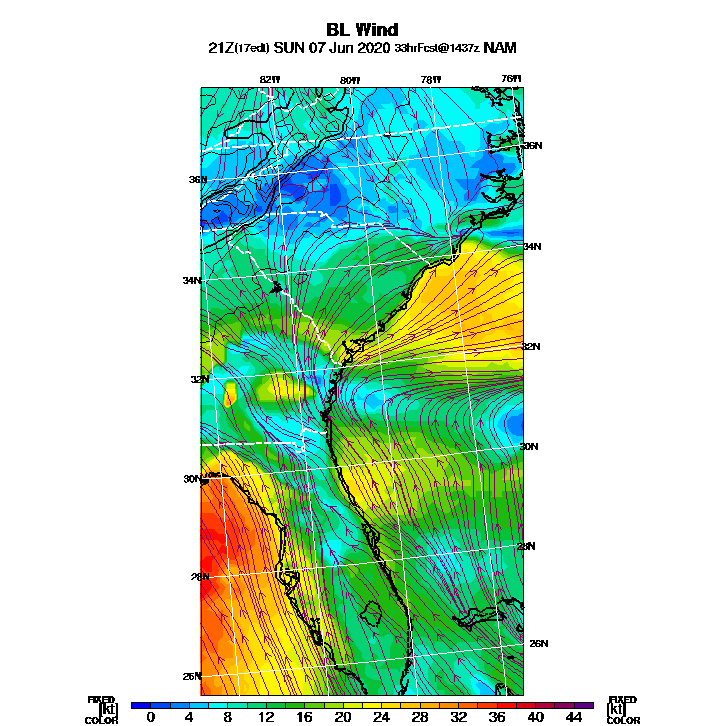 BL Wind
21Z(17edt) SUN 07 Jun 2020 33hrFcst@1437z NAM
82W 80W 78W 76W
36N
36N
34N
34N
32N
32N
30N
30N
28N
28N
26N
26N
FIXED FIXED
[kt] 0 4 8 12 16 20 24 28 32 36 40 44 [kt]
COLOR COLOR